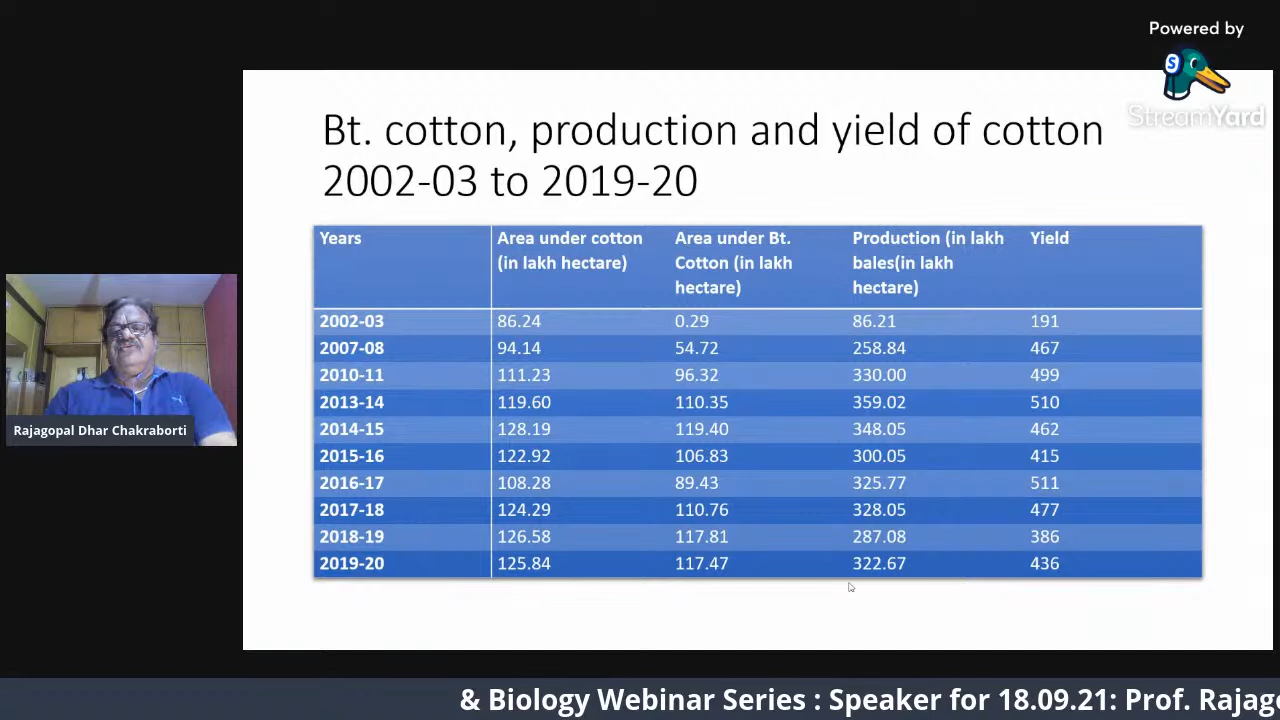 Powered by
S
StreamYard
Bt. cotton, production and yield of cotton
2002-03 to 2019-20
Years Area under cotton (in lakh hectare) Area under Bt. Cotton (in lakh hectare) Production (in lakh bales(in lakh hectare) Yield
2002-03 86.24 0.29 86.21 191
2007-08 94.14 54.72 258.84 467
2010-11 111.23 96.32 330.00 499
2013-14 119.60 110.35 359.02 510
2014-15 128.19 119.40 348.05 462
2015-16 122.92 106.83 300.05 415
2016-17 108.28 89.43 325.77 511
2017-18 124.29 110.76 328.05 477
2018-19 126.58 117.81 287.08 386
2019-20 125.84 117.47 322.67 436
Rajagopal Dhar Chakraborti
& Biology Webinar Series : Speaker for 18.09.21: Prof. Rajag